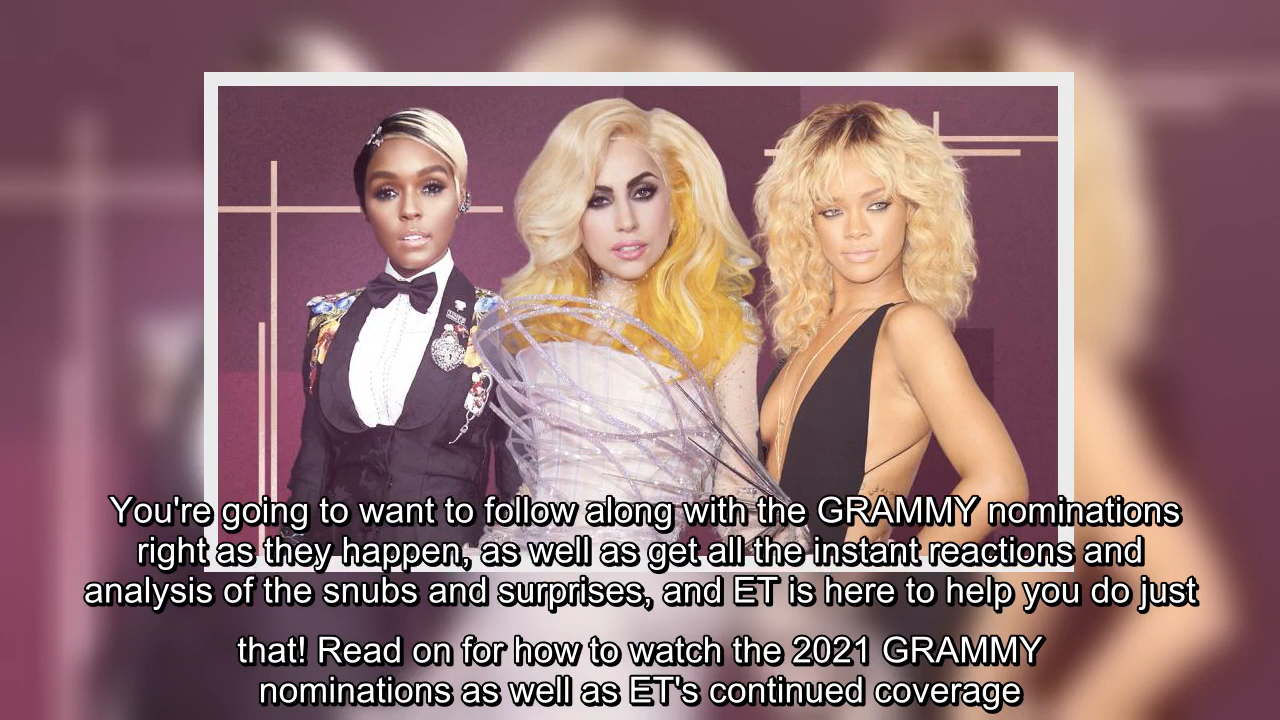 You're going to want to follow along with the GRAMMY nominations
right as they happen, as well as get all the instant reactions and
analysis of the snubs and surprises, and ET is here to help you do just
that! Read on for how to watch the 2021 GRAMMY
nominations as well as ET's continued coverage